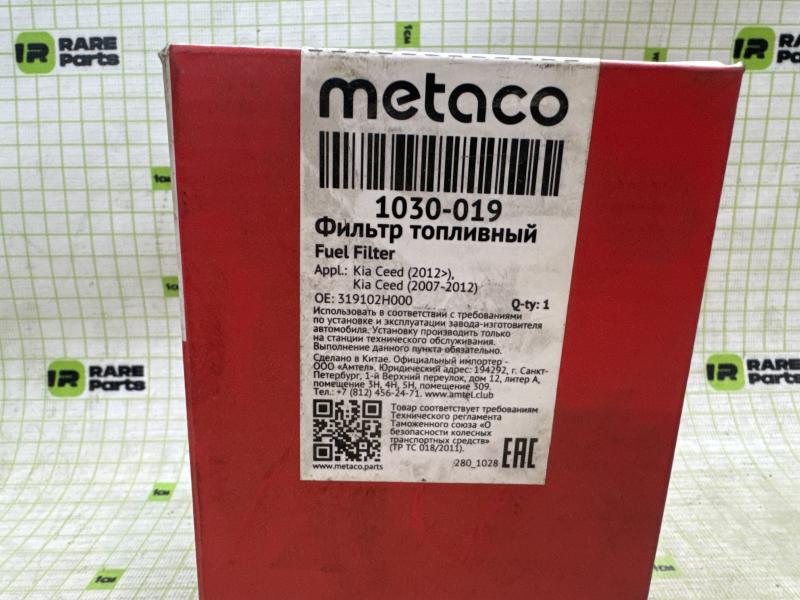 RARE
Parts
1см
RARE
Parts
metaco
1030-019
Фильтр топливный
Fuel Filter
Appl.: Kia Ceed (2012>),
Kia Ceed (2007-2012)
OE: 319102H000
Q-ty: 1
Использовать в соответствии с требованиями
по установке и эксплуатации завода-изготовителя
автомобиля. Установку производить только
на станции технического обслуживания.
Выполнение данного пункта обязательно.
Сделано в Китае. Официальный импортер -
ООО «Амтел». Юридический адрес: 194292, г. Санкт-
Петербург, 1-й Верхний переулок, дом 12, литер А,
помещение 3Н, 4Н, 5Н, помещение 309.
Тел.: +7 (812) 456-24-71. www.amtel.club
Товар соответствует требованиям
Технического регламента
Таможенного союза «О
безопасности колесных
транспортных средств»
(ТР ТС 018/2011).
www.metaco.parts
280_1028
EAC
1см
RARE
Parts
RARE
Parts
1см
1см